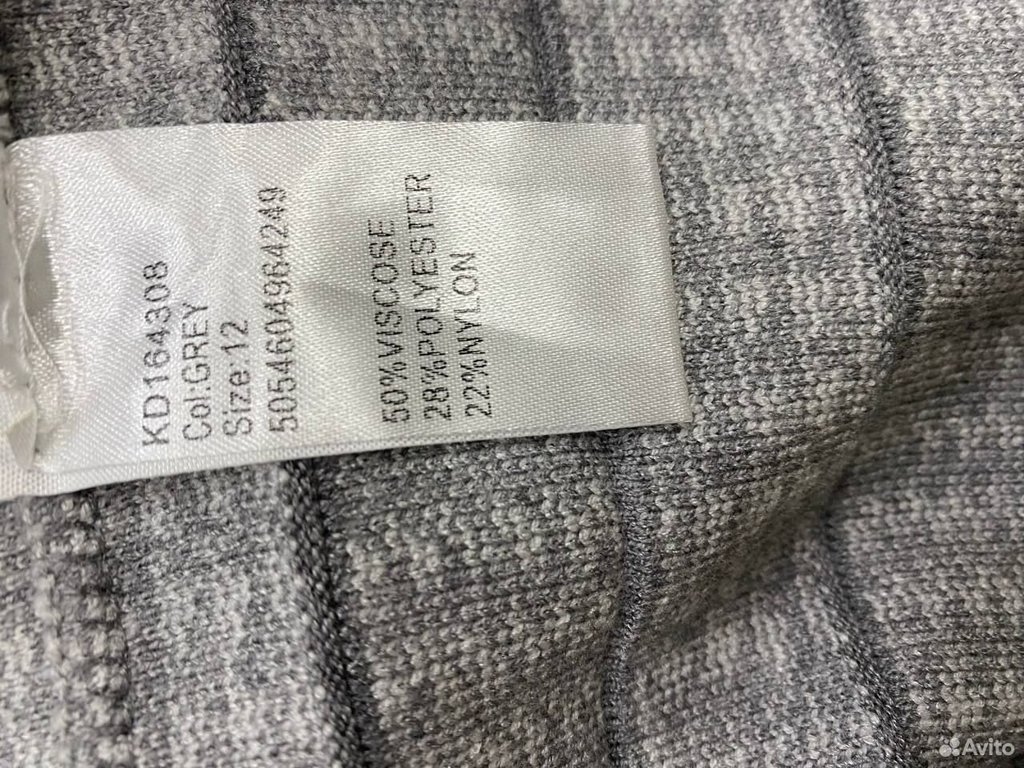 KD164308
Col:GREY
Size:12
5054604964249
50%VISCOSE
28%POLYESTER
22%NYLON
Avito